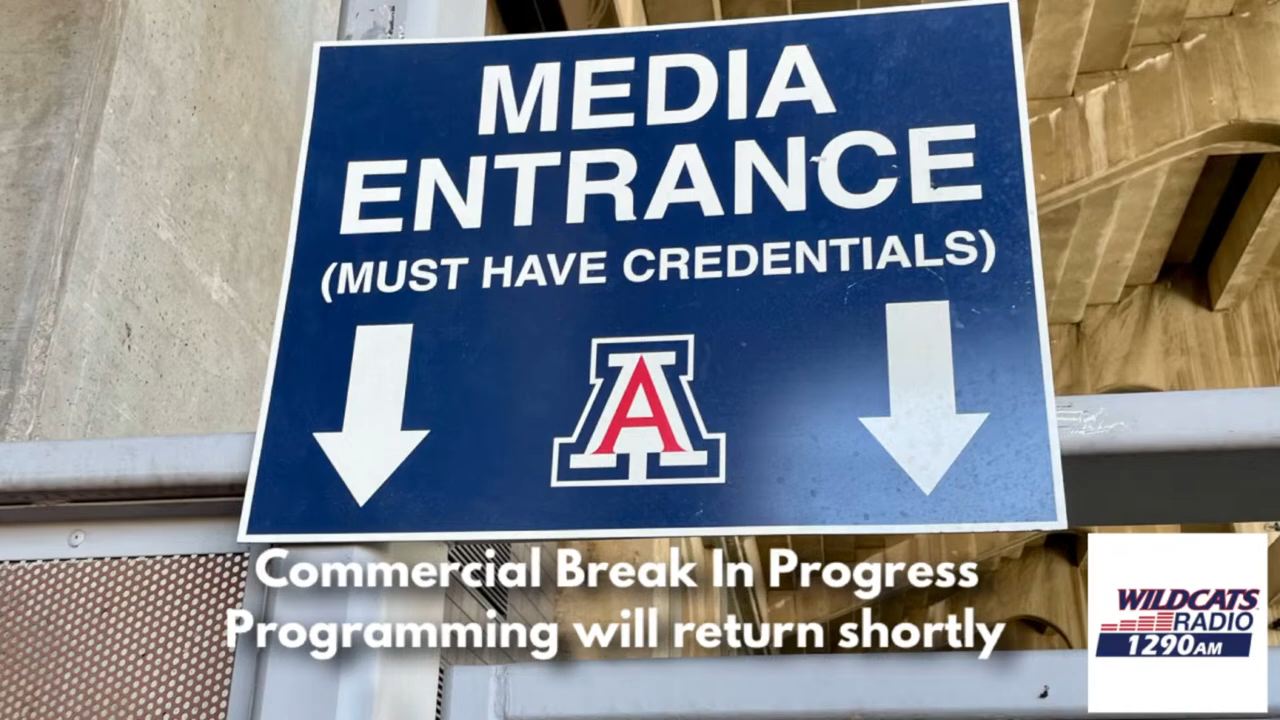 MEDIA
ENTRANCE
(MUST HAVE CREDENTIALS)
A
Commercial Break In Progress
Programming will return shortly
WILDCATS
RADIO
1290AM